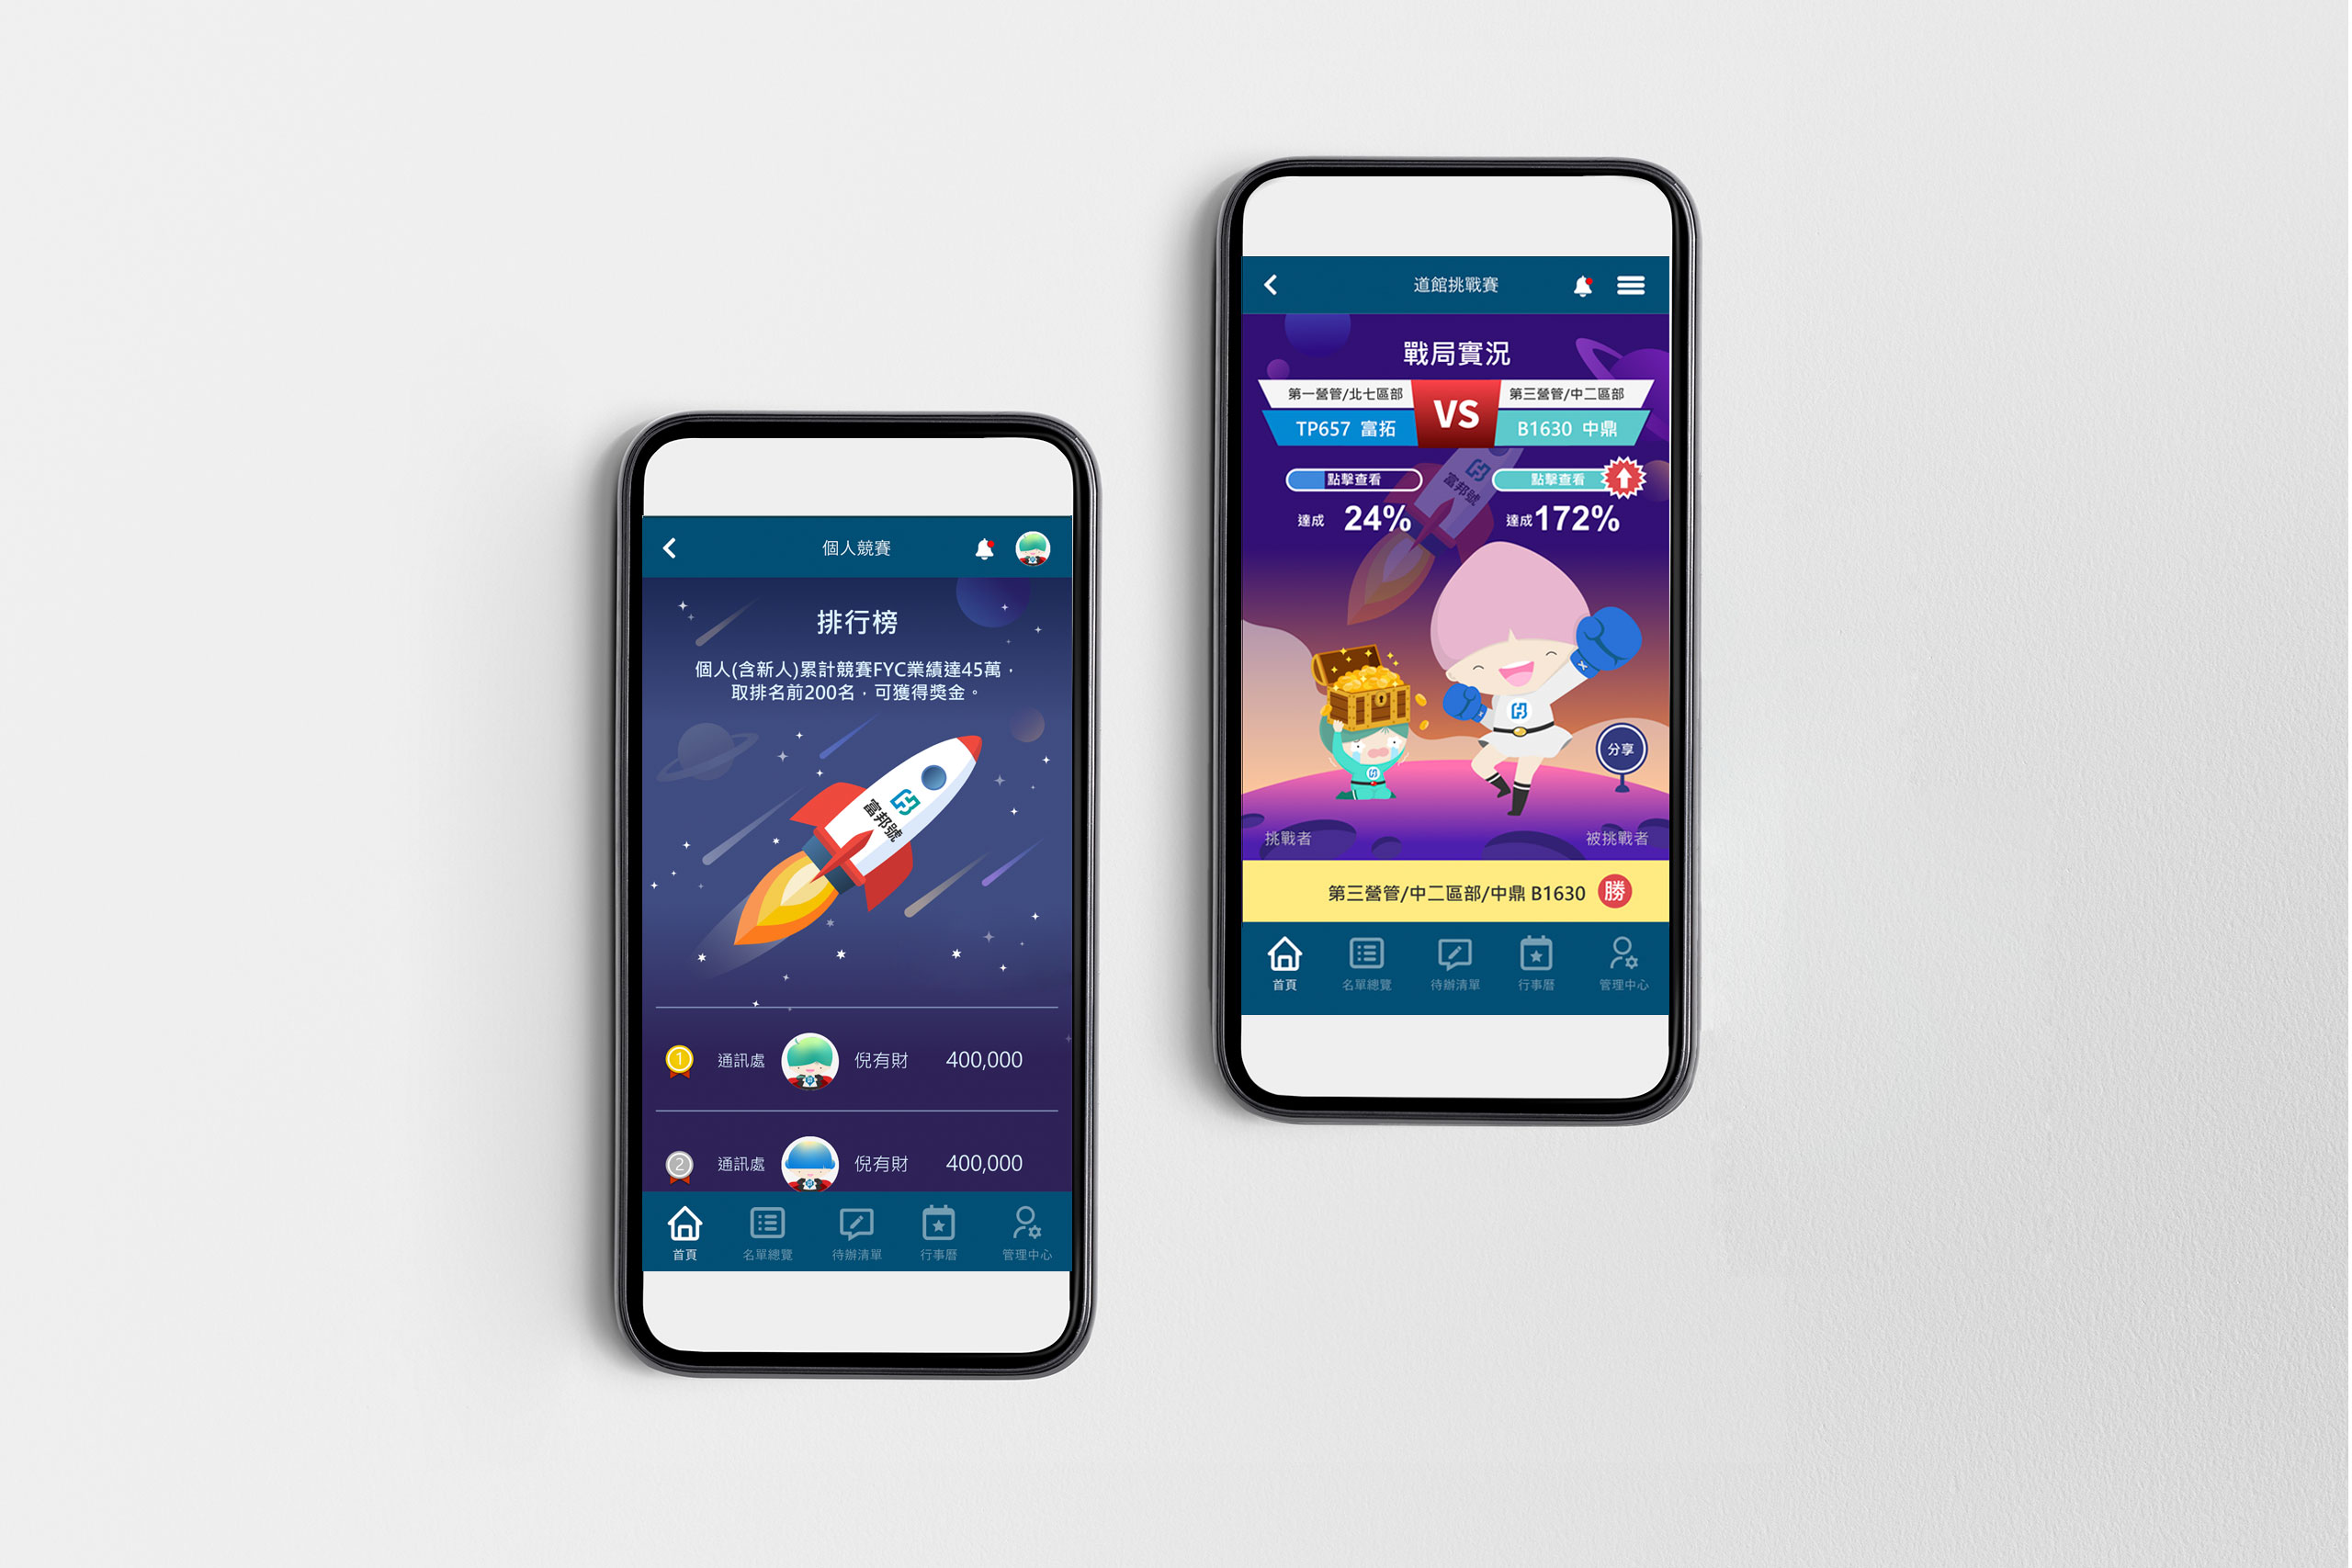 個人競賽
排行榜
個人(含新人)累計競賽FYC業績達45萬，
取排名前200名，可獲得獎金。
富邦號
1 通訊處 倪有財 400,000
2 通訊處 倪有財 400,000
首頁 名單總覽 待辦清單 行事曆 管理中心
道館挑戰賽
戰局實況
第一營管/北七區部 VS 第三營管/中二區部
TP657 富拓 B1630 中鼎
點擊查看 點擊查看
富邦號
達成 24% 達成 172%
分享
挑戰者 被挑戰者
第三營管/中二區部/中鼎 B1630 勝
首頁 名單總覽 待辦清單 行事曆 管理中心